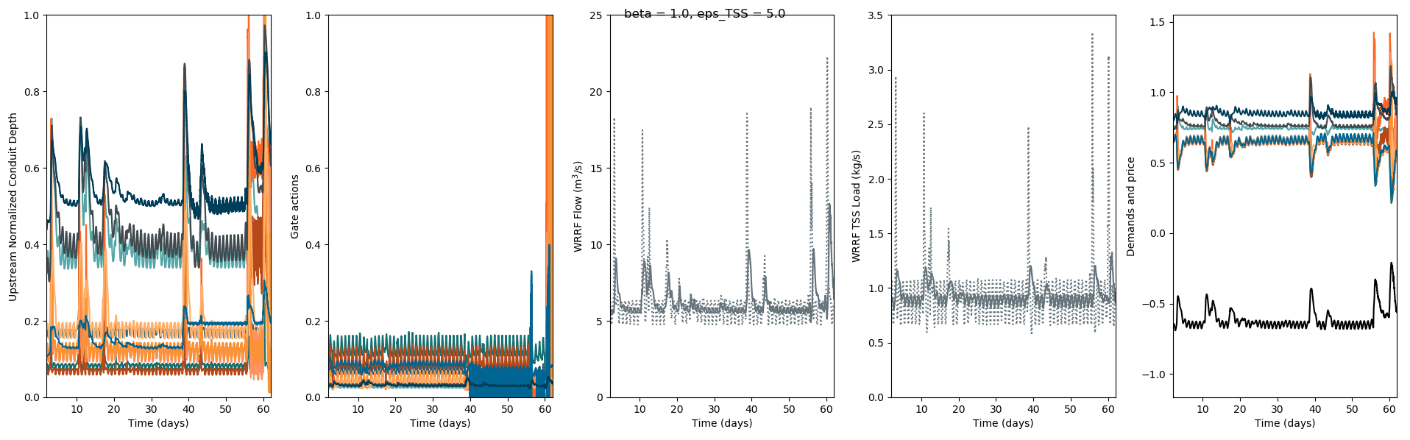 beta = 1.0, eps_TSS = 5.0
Upstream Normalized Conduit Depth
1.0
0.8
0.6
0.4
0.2
0.0
10 20 30 40 50 60
Time (days)
Gate actions
1.0
0.8
0.6
0.4
0.2
0.0
10 20 30 40 50 60
Time (days)
WRRF Flow (m³/s)
25
20
15
10
5
0
10 20 30 40 50 60
Time (days)
WRRF TSS Load (kg/s)
3.5
3.0
2.5
2.0
1.5
1.0
0.5
0.0
10 20 30 40 50 60
Time (days)
Demands and price
1.5
1.0
0.5
0.0
−0.5
−1.0
10 20 30 40 50 60
Time (days)